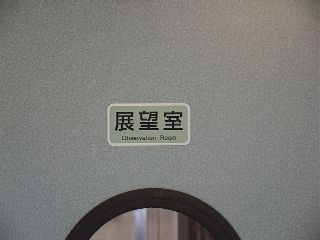 展望室
Observation Room